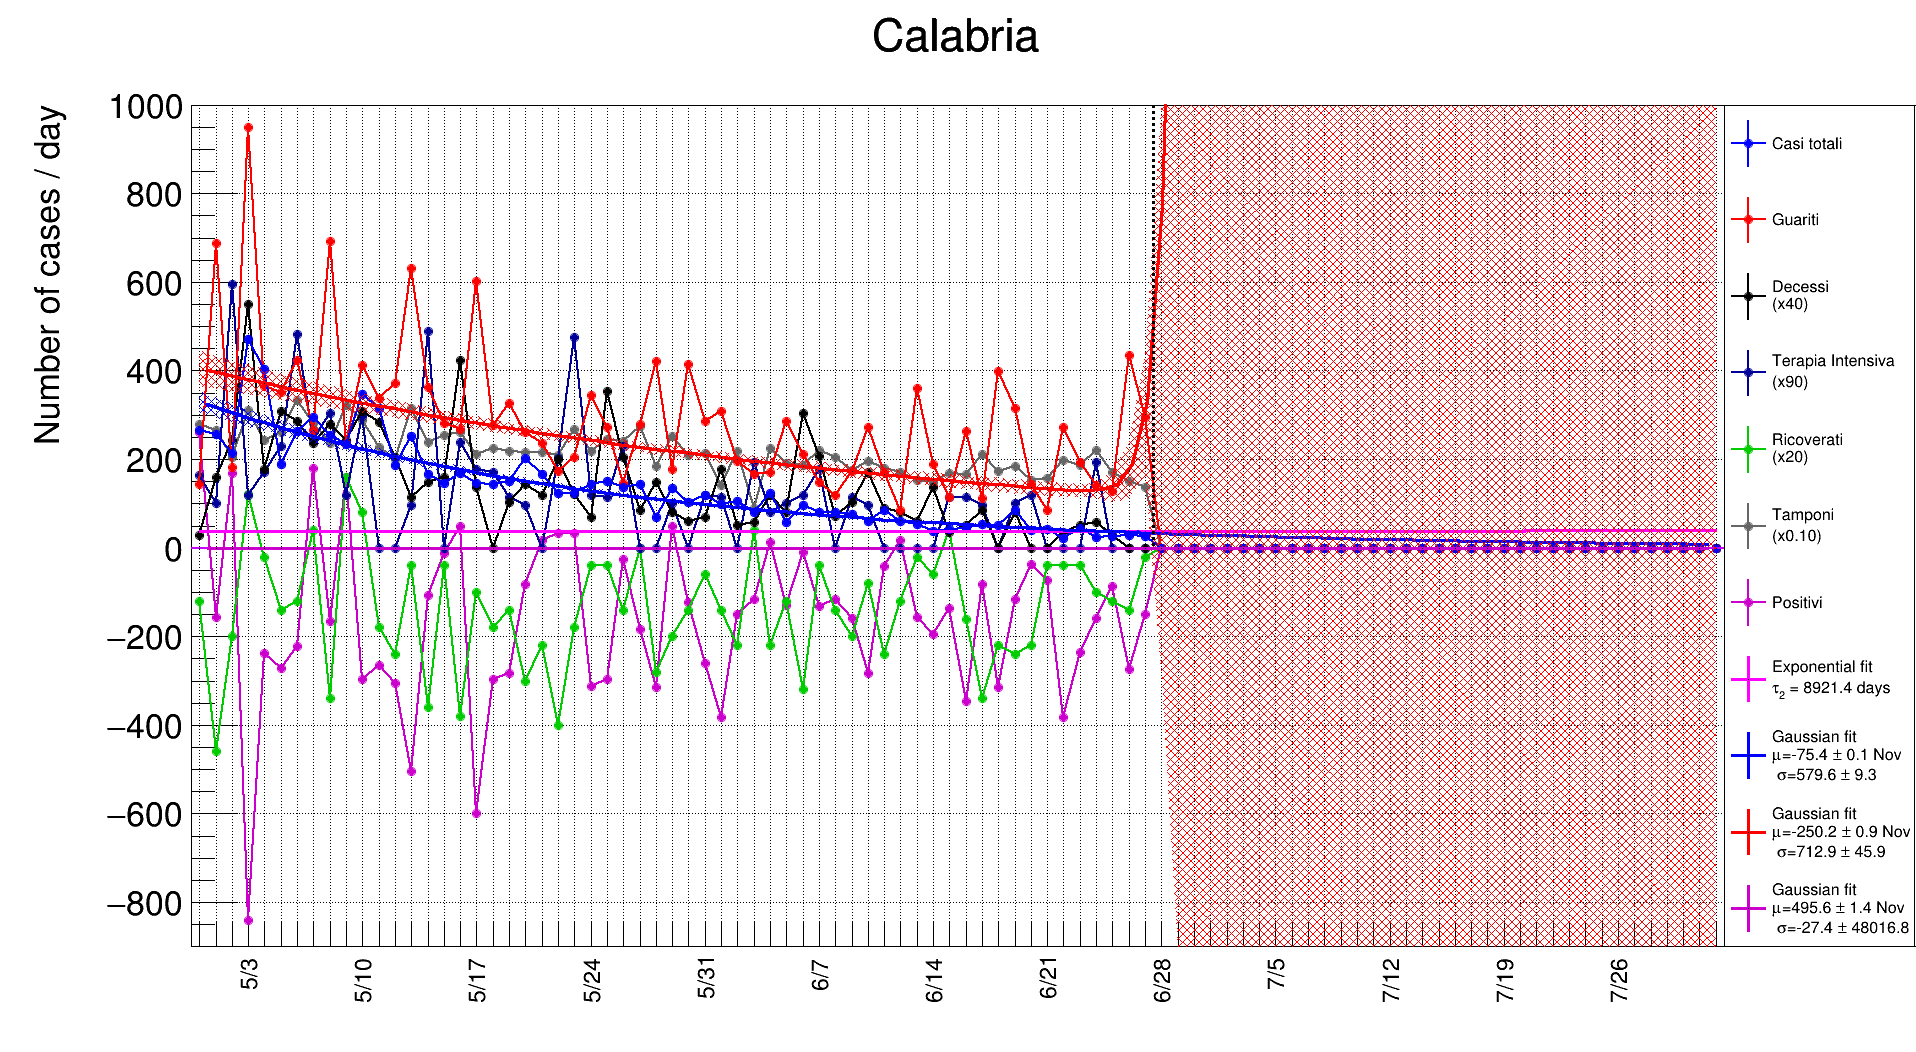 Calabria
Number of cases / day
1000
800
600
400
200
0
−200
−400
−600
−800
5/3
5/10
5/17
5/24
5/31
6/7
6/14
6/21
6/28
7/5
7/12
7/19
7/26
Casi totali
Guariti
Decessi
(x40)
Terapia Intensiva
(x90)
Ricoverati
(x20)
Tamponi
(x0.10)
Positivi
Exponential fit
τ2 = 8921.4 days
Gaussian fit
μ=-75.4 ± 0.1 Nov
σ=579.6 ± 9.3
Gaussian fit
μ=-250.2 ± 0.9 Nov
σ=712.9 ± 45.9
Gaussian fit
μ=495.6 ± 1.4 Nov
σ=-27.4 ± 48016.8